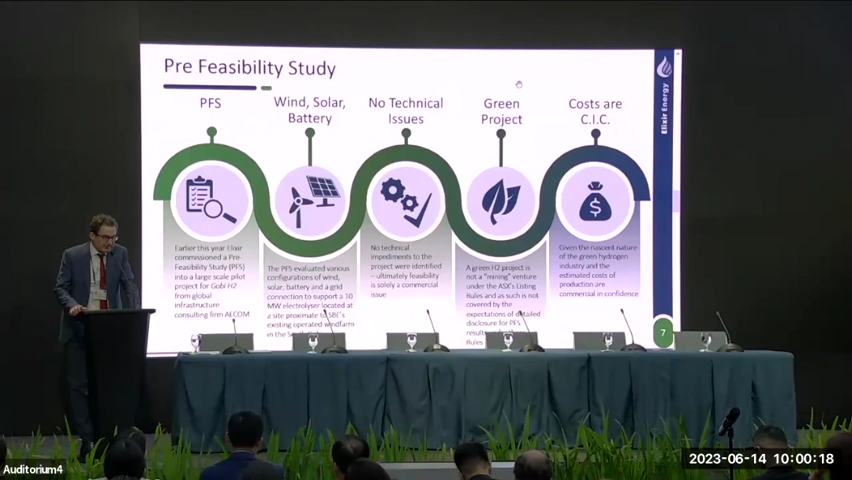 Pre Feasibility Study
Elixir Energy
PFS
Wind, Solar,
Battery
No Technical
Issues
Green
Project
Costs are
C.I.C.
Earlier this year Elixir
commissioned a Pre-
Feasibility Study (PFS)
into a large scale pilot
project for Gobi H2
from global
infrastructure
consulting firm AECOM
The PFS evaluated various
configurations of wind,
solar, battery and a grid
connection to support a 10
MW electrolyser located at
a site proximate to SBE's
existing operated windfarm
in the
No technical
impediments to the
project were identified
– ultimately feasibility
is solely a commercial
issue
A green H2 project is
not a "mining" venture
under the ASX's Listing
Rules and as such is not
covered by the
expectations of detailed
disclosure for PFS
Rules
Given the nascent nature
of the green hydrogen
industry and the
estimated costs of
production are
commercial in confidence
7
Auditorium4
2023-06-14 10:00:18